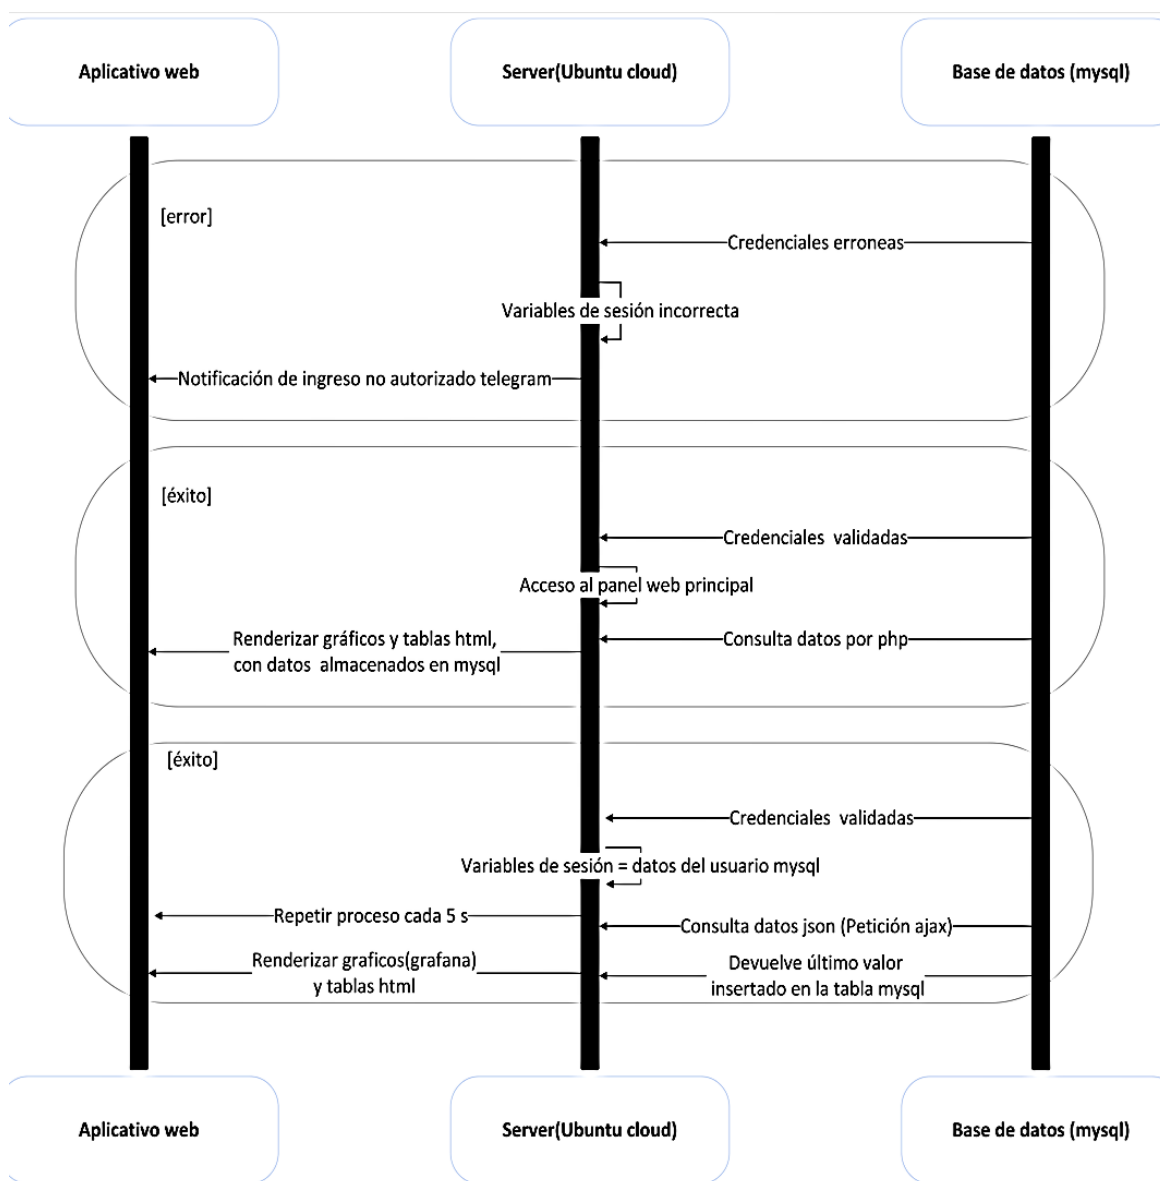 Aplicativo web
Server(Ubuntu cloud)
Base de datos (mysql)
[error]
Credenciales erroneas
Variables de sesión incorrecta
Notificación de ingreso no autorizado telegram
[éxito]
Credenciales validadas
Acceso al panel web principal
Consulta datos por php
Renderizar gráficos y tablas html,
con datos almacenados en mysql
[éxito]
Credenciales validadas
Variables de sesión = datos del usuario mysql
Repetir proceso cada 5 s
Consulta datos json (Petición ajax)
Renderizar graficos(grafana)
y tablas html
Devuelve último valor
insertado en la tabla mysql
Aplicativo web
Server(Ubuntu cloud)
Base de datos (mysql)